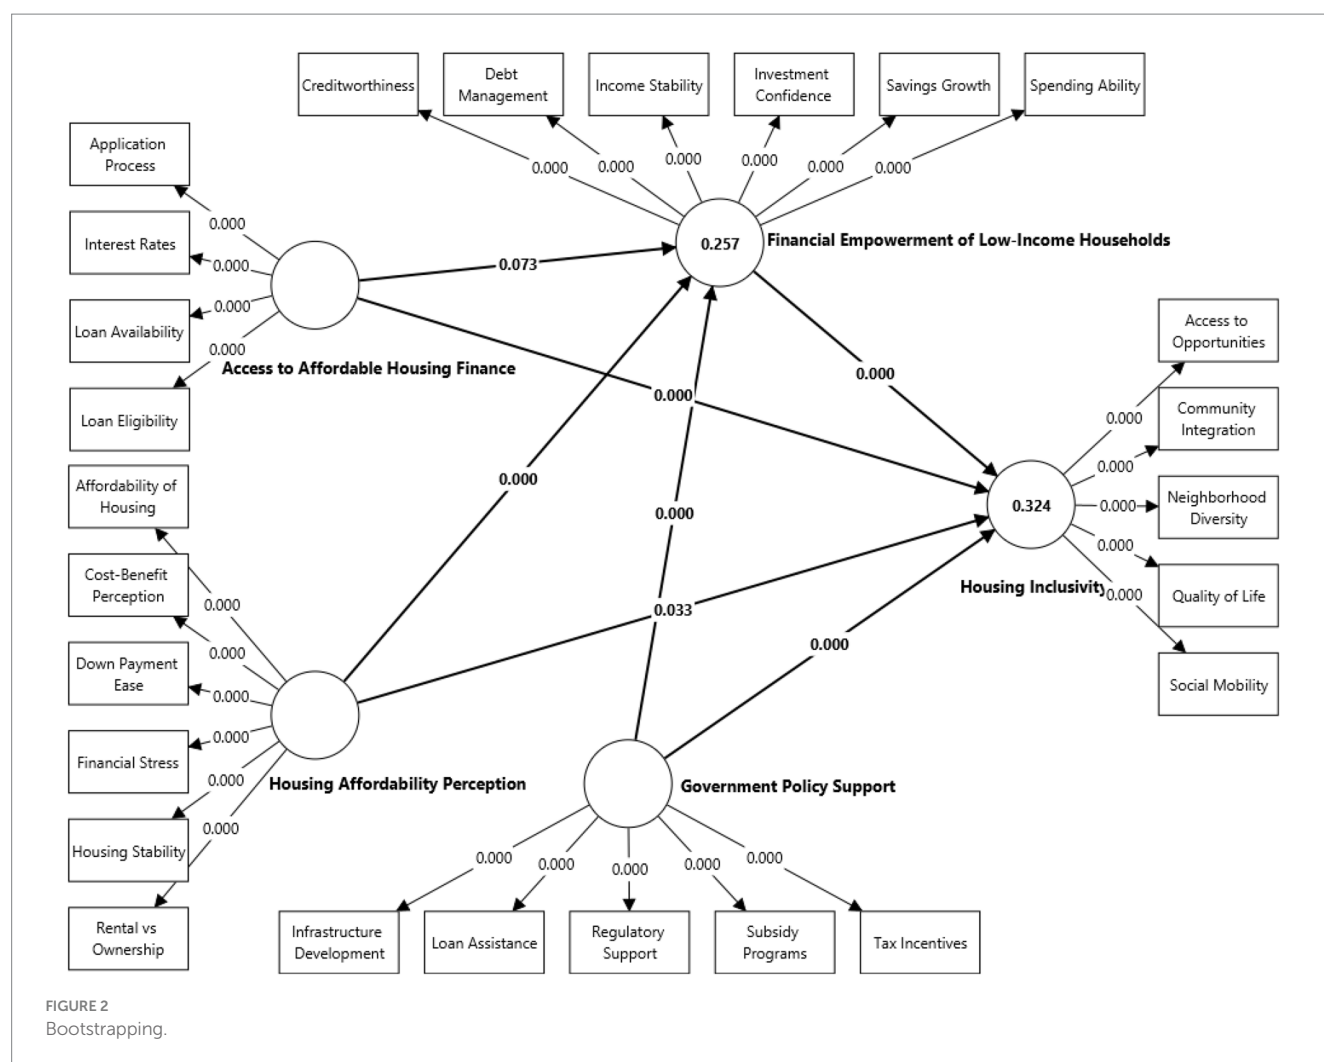 Creditworthiness
Debt
Management
Income Stability
Investment
Confidence
Savings Growth
Spending Ability
0.000
0.000
0.000
0.000
0.000
0.000
0.257
Financial Empowerment of Low-Income Households
Application
Process
Interest Rates
Loan Availability
Loan Eligibility
0.000
0.000
0.000
0.000
Access to Affordable Housing Finance
0.073
0.000
0.000
0.000
0.000
0.033
0.000
Affordability of
Housing
Cost-Benefit
Perception
Down Payment
Ease
Financial Stress
Housing Stability
Rental vs
Ownership
0.000
0.000
0.000
0.000
0.000
0.000
Housing Affordability Perception
0.324
Housing Inclusivity
0.000
0.000
0.000
0.000
0.000
Access to
Opportunities
Community
Integration
Neighborhood
Diversity
Quality of Life
Social Mobility
Government Policy Support
0.000
0.000
0.000
0.000
0.000
Infrastructure
Development
Loan Assistance
Regulatory
Support
Subsidy
Programs
Tax Incentives
FIGURE 2
Bootstrapping.